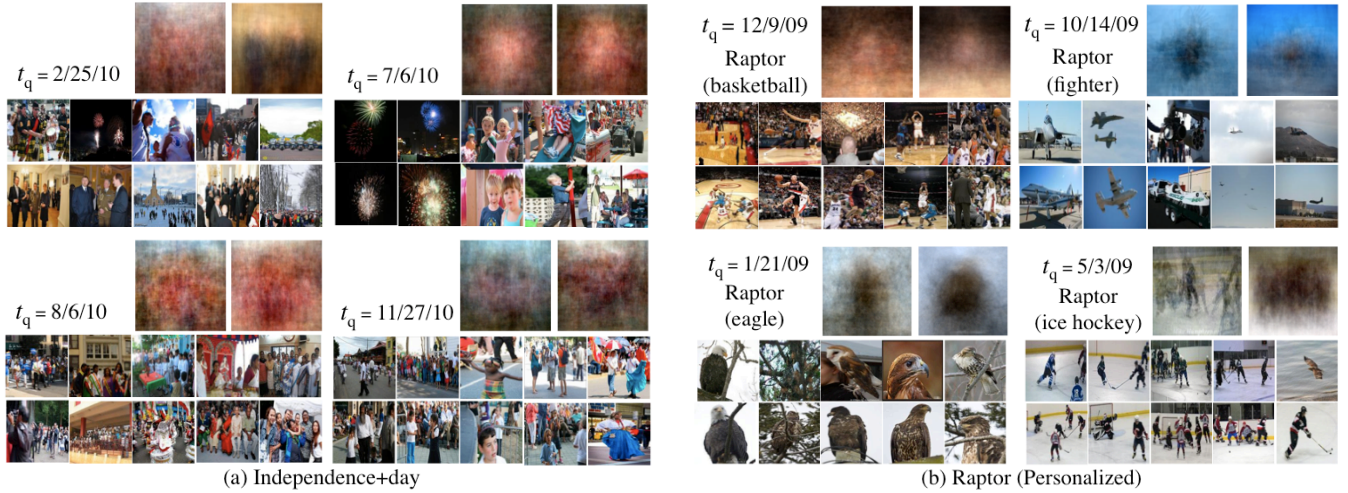 t_q = 2/25/10
t_q = 7/6/10
t_q = 8/6/10
t_q = 11/27/10
(a) Independence+day
t_q = 12/9/09
Raptor
(basketball)
t_q = 10/14/09
Raptor
(fighter)
t_q = 1/21/09
Raptor
(eagle)
t_q = 5/3/09
Raptor
(ice hockey)
(b) Raptor (Personalized)